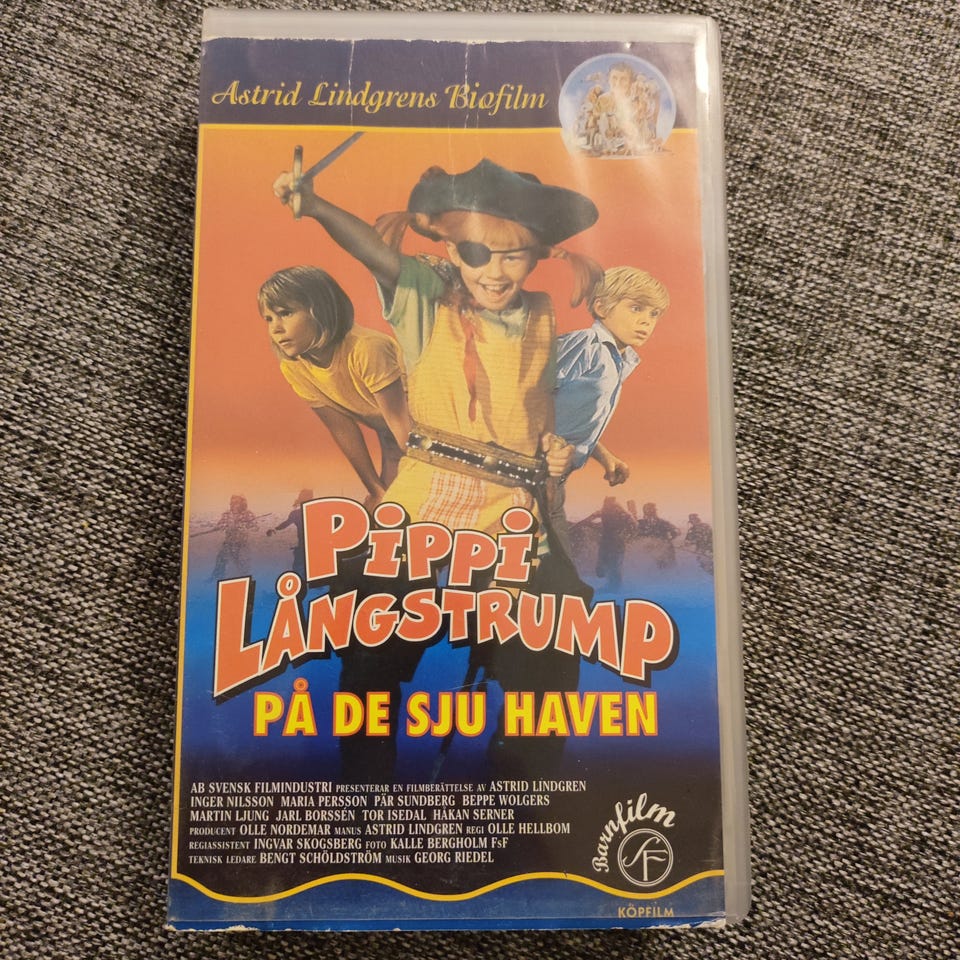 Astrid Lindgrens Biofilm
PIPPI
LÅNGSTRUMP
PÅ DE SJU HAVEN
AB SVENSK FILMINDUSTRI PRESENTERAR EN FILMBERÄTTELSE AV ASTRID LINDGREN
INGER NILSSON MARIA PERSSON PÄR SUNDBERG BEPPE WOLGERS
MARTIN LJUNG JARL BORSSÉN TOR ISEDAL HÅKAN SERNER
PRODUCENT OLLE NORDEMAR MANUS ASTRID LINDGREN REGI OLLE HELLBOM
REGIASSISTENT INGVAR SKOGSBERG FOTO KALLE BERGHOLM FSF
TEKNISK LEDARE BENGT SCHÖLDSTRÖM MUSIK GEORG RIEDEL
Barnfilm
SF
KÖPFILM